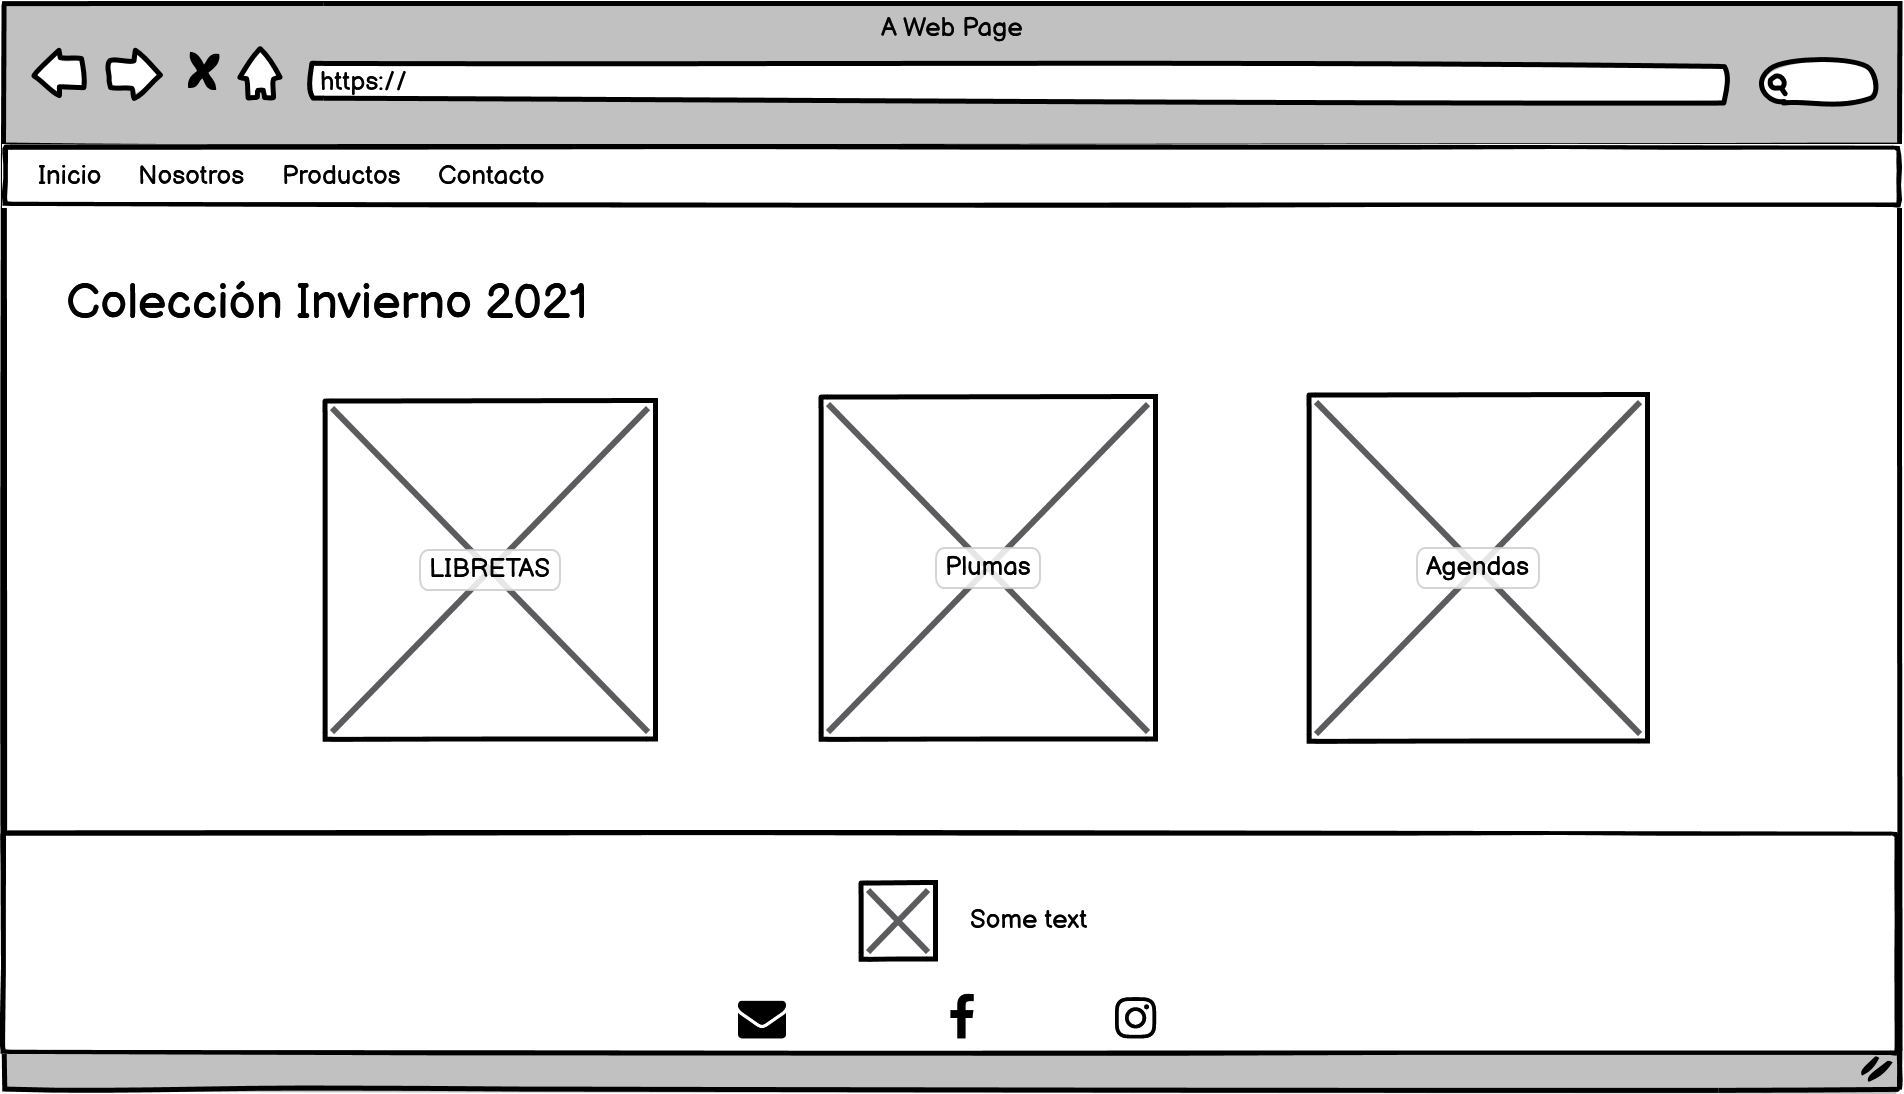 A Web Page
https://
Inicio Nosotros Productos Contacto
Colección Invierno 2021
LIBRETAS Plumas Agendas
Some text